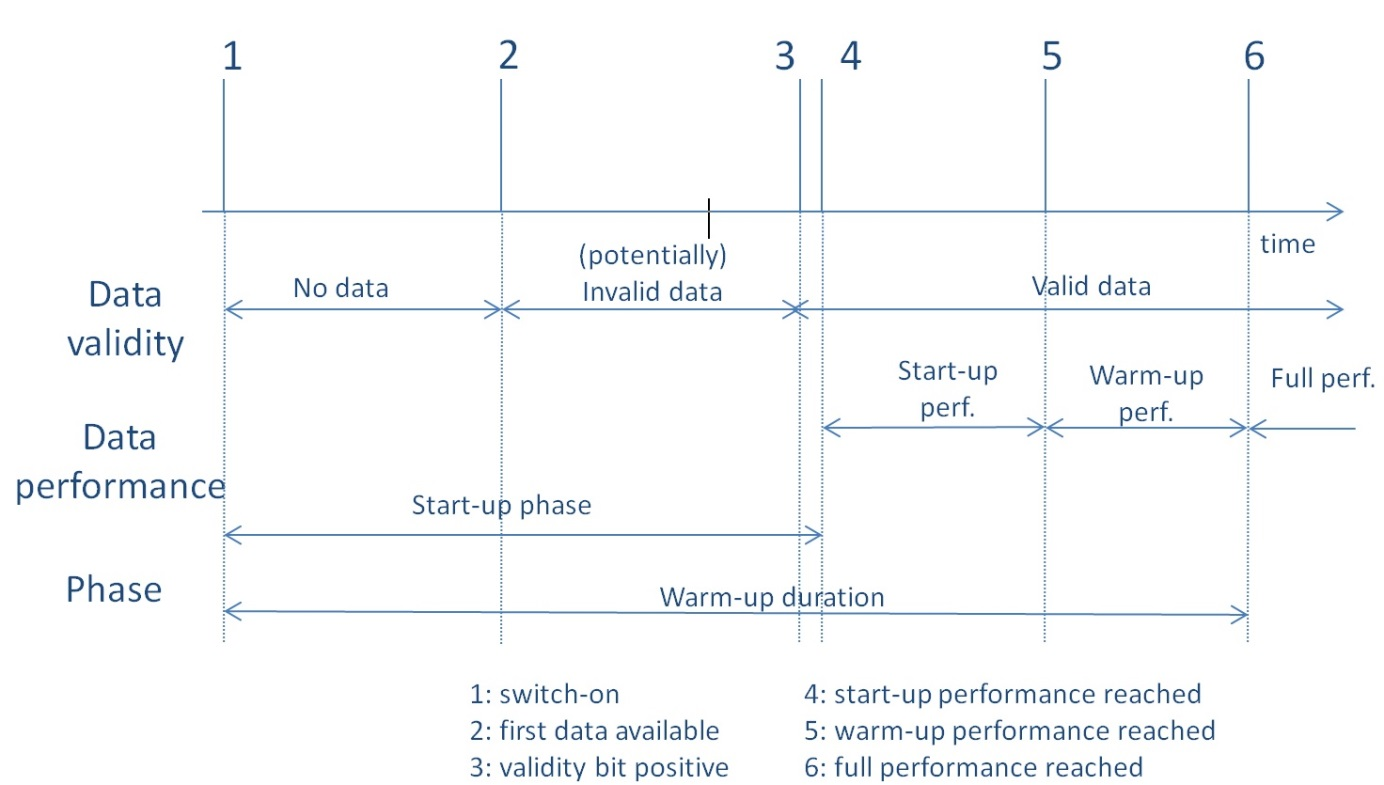 1 2 3 4 5 6
time
Data
validity
No data
(potentially)
Invalid data
Valid data
Data
performance
Start-up
perf.
Warm-up
perf.
Full perf.
Phase
Start-up phase
Warm-up duration
1: switch-on
2: first data available
3: validity bit positive
4: start-up performance reached
5: warm-up performance reached
6: full performance reached